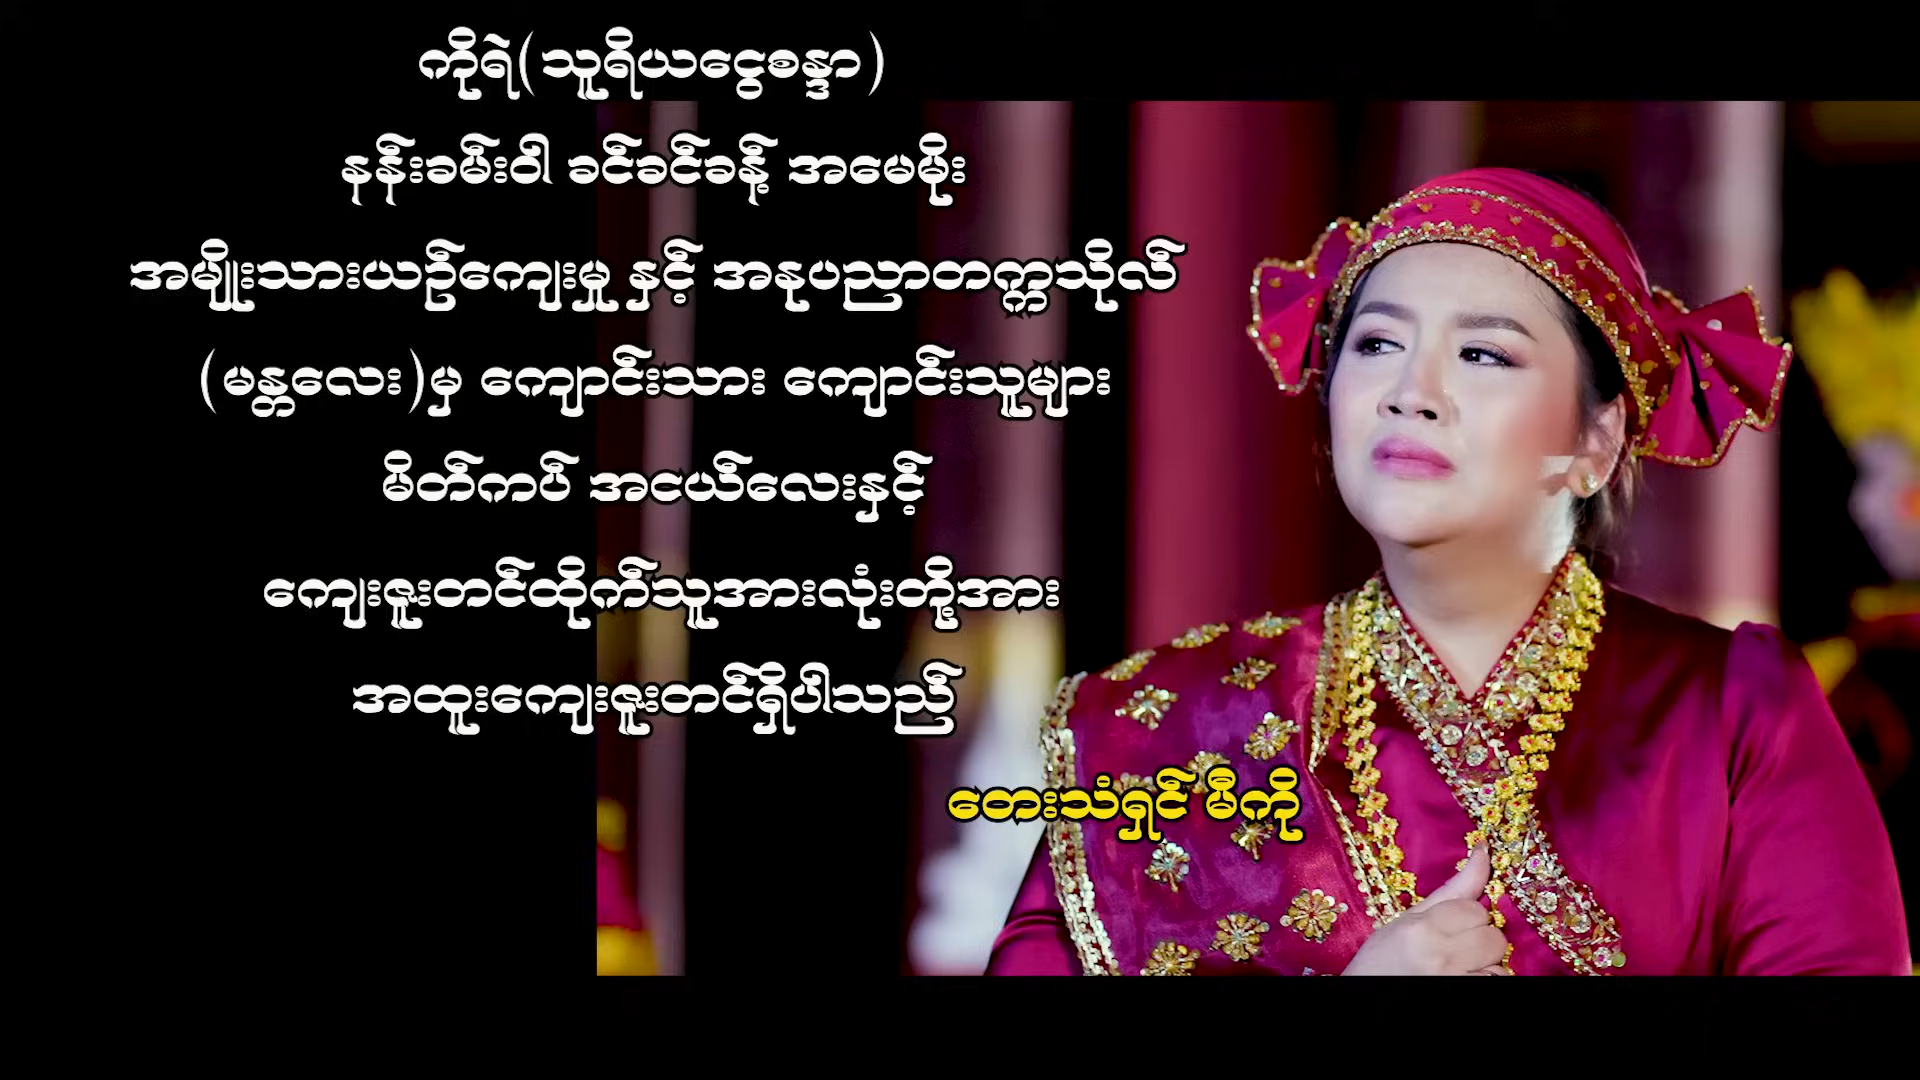 ကိုရဲ(သူရိယငွေစန္ဒာ)
နန်းခမ်းဝါ ခင်ခင်ခန့် အမေမိုး
အမျိုးသားယဉ်ကျေးမှု နှင့် အနုပညာတက္ကသိုလ်
(မန္တလေး)မှ ကျောင်းသား ကျောင်းသူများ
မိတ်ကပ် အငယ်လေးနှင့်
ကျေးဇူးတင်ထိုက်သူအားလုံးတို့အား
အထူးကျေးဇူးတင်ရှိပါသည်
တေးသံရှင် မီကို